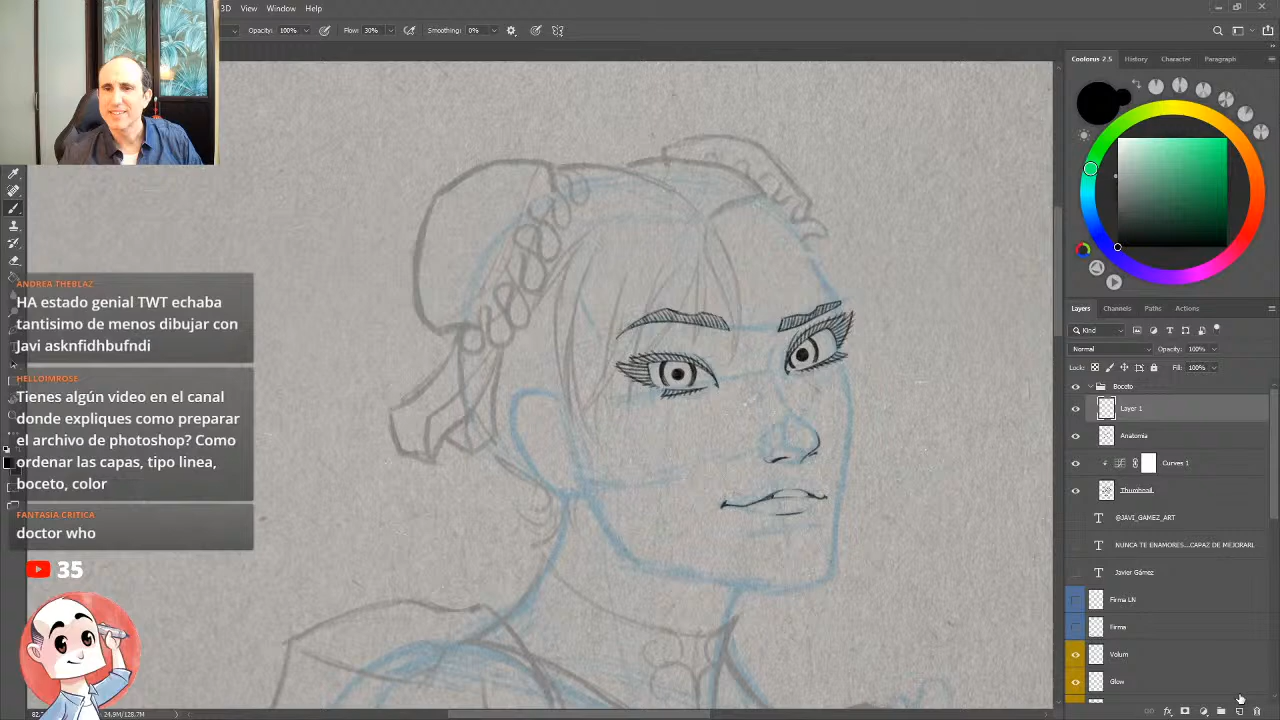 3D View Window Help
Opacity: 100% Flow: 30% Smoothing: 0%
Coolorus 2.5 History Character Paragraph
ANDREA THEBLAZ
HA estado genial TWT echaba
tantisimo de menos dibujar con
Javi asknfidhbufndi
HELLOIMROSE
Tienes algún video en el canal
donde expliques como preparar
el archivo de photoshop? Como
ordenar las capas, tipo linea,
boceto, color
FANTASIA CRITICA
doctor who
35
Layers Channels Paths Actions
Kind
Normal Opacity: 100%
Lock: Fill: 100%
Boceto
Layer 1
Anatomia
Curves 1
Thumbnail
@JAVI_GAMEZ_ART
NUNCA TE ENAMORES...CAPAZ DE MEJORARL
Javier Gámez
Firma LN
Firma
Volum
Glow
24,9M/128,7M